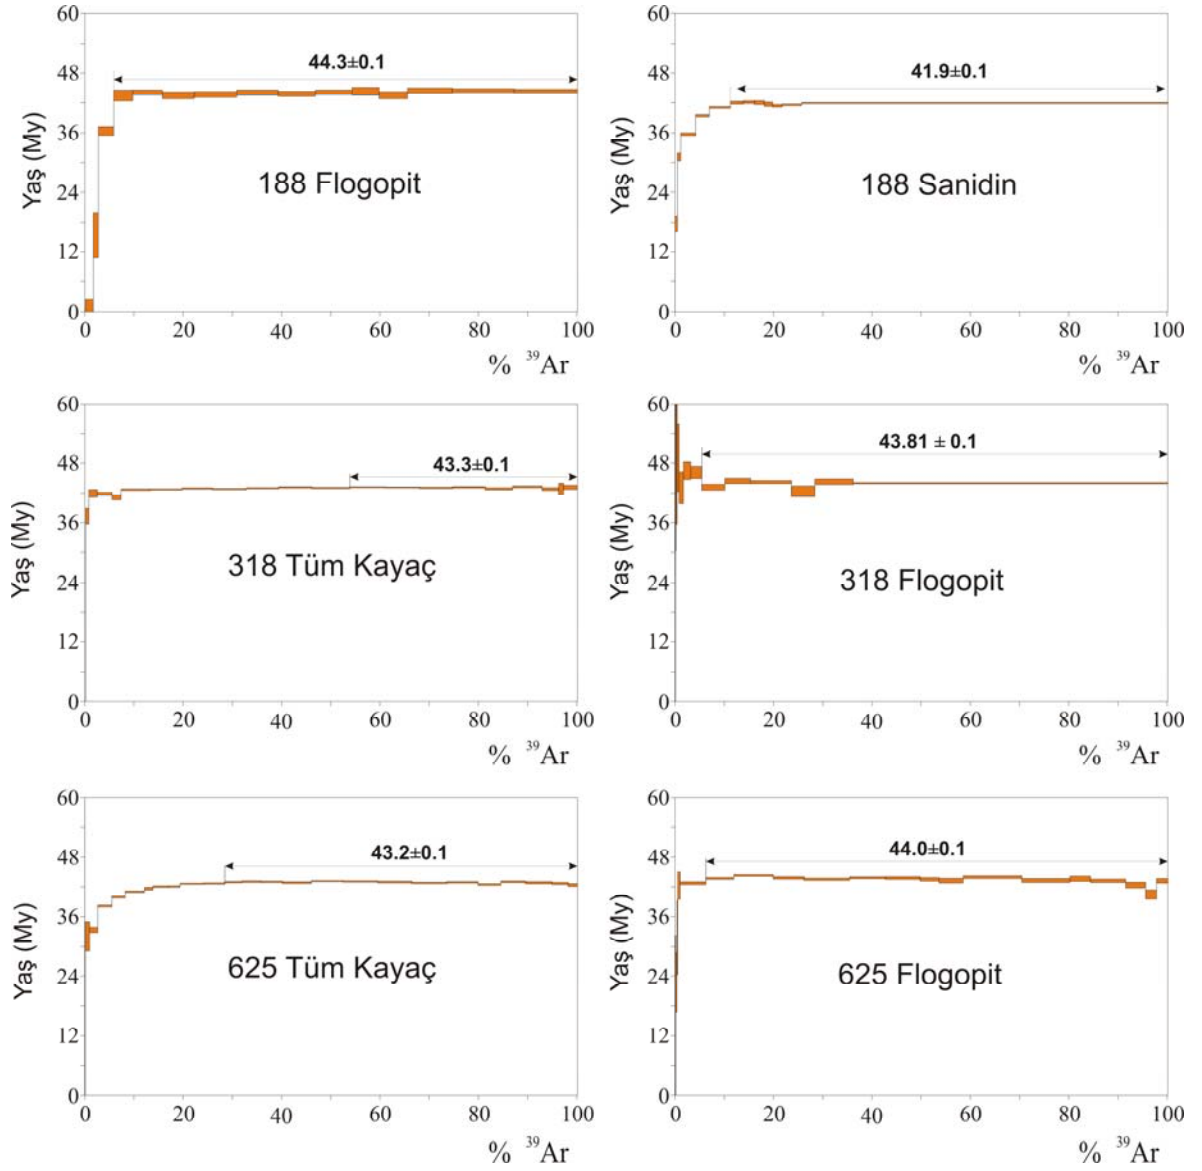 60
48
36
24
12
0
Yaş (My)
44.3±0.1
188 Flogopit
0 20 40 60 80 100
% ³⁹Ar
60
48
36
24
12
0
Yaş (My)
41.9±0.1
188 Sanidin
0 20 40 60 80 100
% ³⁹Ar
60
48
36
24
12
0
Yaş (My)
43.3±0.1
318 Tüm Kayaç
0 20 40 60 80 100
% ³⁹Ar
60
48
36
24
12
0
Yaş (My)
43.81 ± 0.1
318 Flogopit
0 20 40 60 80 100
% ³⁹Ar
60
48
36
24
12
0
Yaş (My)
43.2±0.1
625 Tüm Kayaç
0 20 40 60 80 100
% ³⁹Ar
60
48
36
24
12
0
Yaş (My)
44.0±0.1
625 Flogopit
0 20 40 60 80 100
% ³⁹Ar